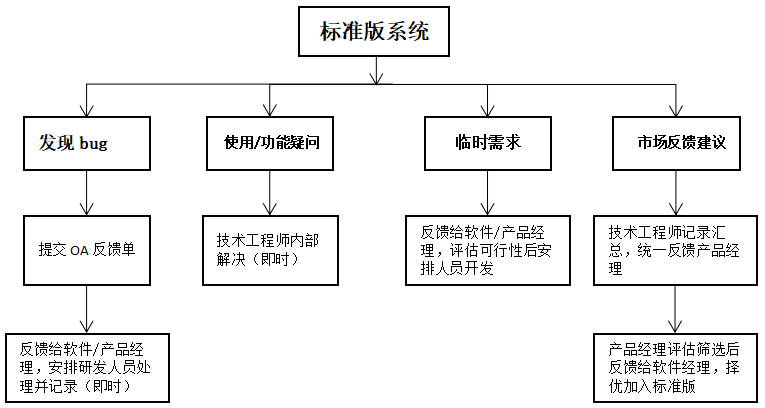 标准版系统
发现 bug
使用/功能疑问
临时需求
市场反馈建议
提交 OA 反馈单
技术工程师内部
解决（即时）
反馈给软件/产品经
理，评估可行性后安
排人员开发
技术工程师记录汇
总，统一反馈产品经
理
反馈给软件/产品经
理，安排研发人员处
理并记录（即时）
产品经理评估筛选后
反馈给软件经理，择
优加入标准版